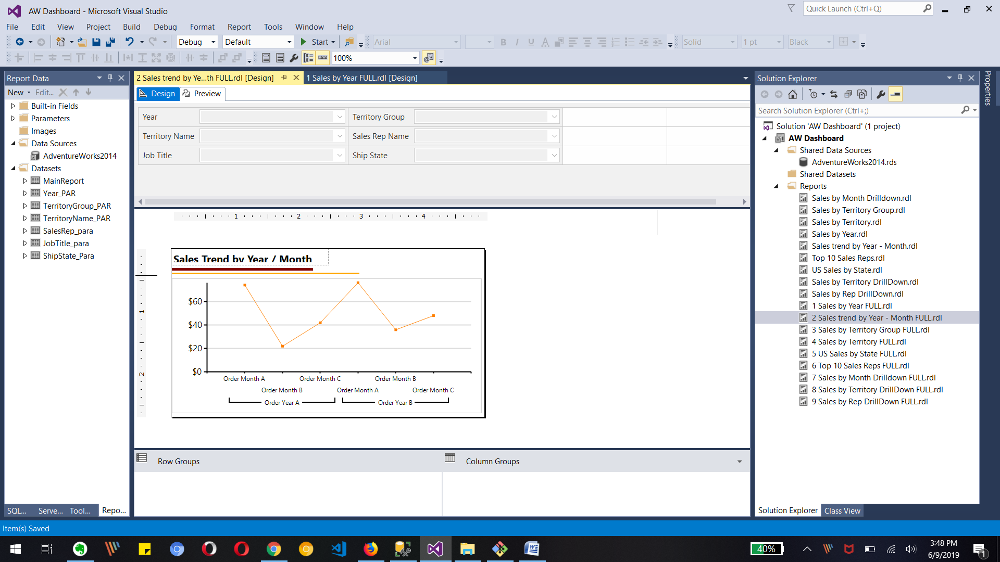 AW Dashboard - Microsoft Visual Studio
Quick Launch (Ctrl+Q)
File Edit View Project Build Debug Format Report Tools Window Help
Debug Default Start Arial Solid 1 pt Black
100%
Report Data
New Edit...
Built-in Fields
Parameters
Images
Data Sources
AdventureWorks2014
Datasets
MainReport
Year_PAR
TerritoryGroup_PAR
TerritoryName_PAR
SalesRep_para
JobTitle_para
ShipState_Para
SQL... Serve... Tool... Repo...
2 Sales trend by Ye...th FULL.rdl [Design] 1 Sales by Year FULL.rdl [Design]
Design Preview
Year Territory Group
Territory Name Sales Rep Name
Job Title Ship State
1 2 3 4
1
2
Sales Trend by Year / Month
$60
$40
$20
$0
Order Month A Order Month C Order Month B
Order Month B Order Month A Order Month C
Order Year A Order Year B
Row Groups Column Groups
Solution Explorer
Search Solution Explorer (Ctrl+;)
Solution 'AW Dashboard' (1 project)
AW Dashboard
Shared Data Sources
AdventureWorks2014.rds
Shared Datasets
Reports
Sales by Month Drilldown.rdl
Sales by Territory Group.rdl
Sales by Territory.rdl
Sales by Year.rdl
Sales trend by Year - Month.rdl
Top 10 Sales Reps.rdl
US Sales by State.rdl
Sales by Territory DrillDown.rdl
Sales by Rep DrillDown.rdl
1 Sales by Year FULL.rdl
2 Sales trend by Year - Month FULL.rdl
3 Sales by Territory Group FULL.rdl
4 Sales by Territory FULL.rdl
5 US Sales by State FULL.rdl
6 Top 10 Sales Reps FULL.rdl
7 Sales by Month Drilldown FULL.rdl
8 Sales by Territory DrillDown FULL.rdl
9 Sales by Rep DrillDown FULL.rdl
Solution Explorer Class View
Properties
Item(s) Saved
40%
3:48 PM
6/9/2019
1